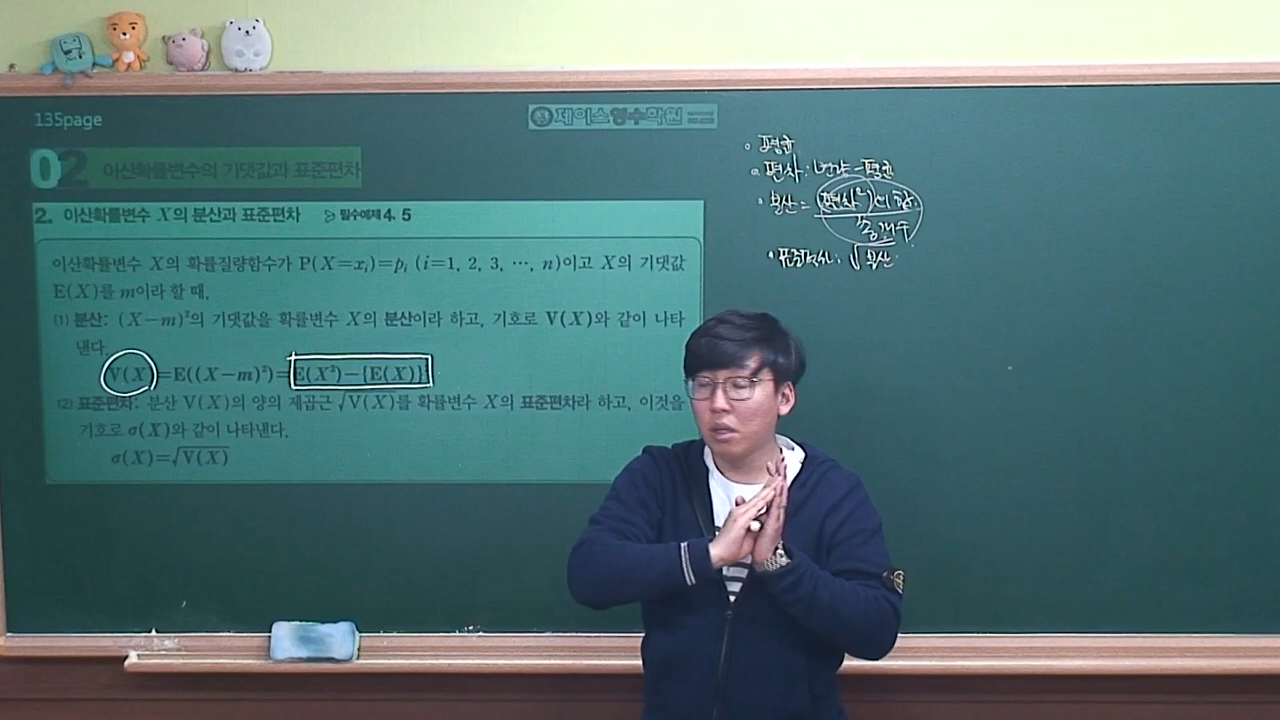 135page
제이스영수학원
02 이산확률변수의 기댓값과 표준편차
2. 이산확률변수 X의 분산과 표준편차 ▷ 필수예제 4, 5
이산확률변수 X의 확률질량함수가 P(X=xᵢ)=pᵢ (i=1, 2, 3, ⋯, n)이고 X의 기댓값
E(X)를 m이라 할 때,
(1) 분산: (X−m)²의 기댓값을 확률변수 X의 분산이라 하고, 기호로 V(X)와 같이 나타
낸다.
V(X)=E((X−m)²)=E(X²)−{E(X)}²
(2) 표준편차: 분산 V(X)의 양의 제곱근 √V(X)를 확률변수 X의 표준편차라 하고, 이것을
기호로 σ(X)와 같이 나타낸다.
σ(X)=√V(X)
◦ 평균
◦ 편차: 변량−평균
◦ 분산 = (편차²)의 합
총개수
◦ 표준편차: √분산